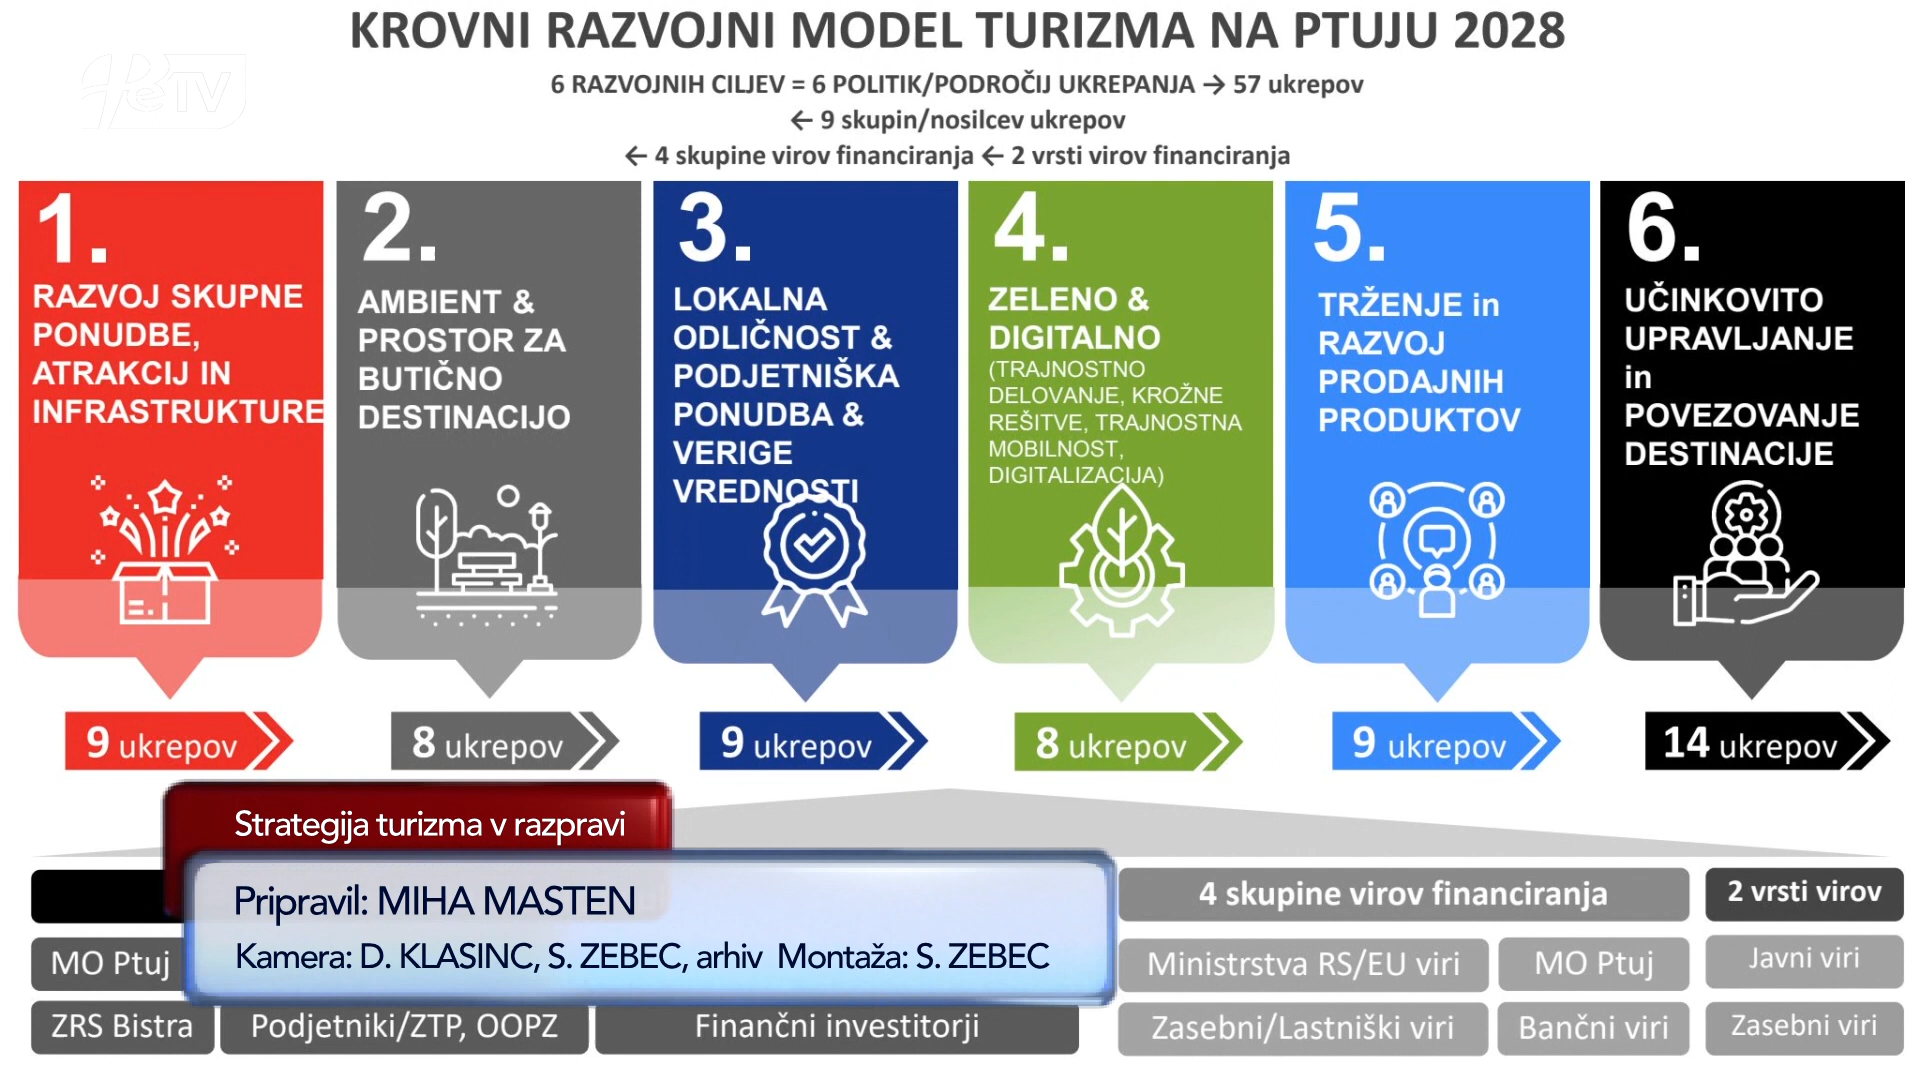 KROVNI RAZVOJNI MODEL TURIZMA NA PTUJU 2028
PeTV
6 RAZVOJNIH CILJEV = 6 POLITIK/PODROČIJ UKREPANJA → 57 ukrepov
← 9 skupin/nosilcev ukrepov
← 4 skupine virov financiranja ← 2 vrsti virov financiranja
1.
RAZVOJ SKUPNE
PONUDBE,
ATRAKCIJ IN
INFRASTRUKTURE
9 ukrepov
2.
AMBIENT &
PROSTOR ZA
BUTIČNO
DESTINACIJO
8 ukrepov
3.
LOKALNA
ODLIČNOST &
PODJETNIŠKA
PONUDBA &
VERIGE
VREDNOSTI
9 ukrepov
4.
ZELENO &
DIGITALNO
(TRAJNOSTNO
DELOVANJE, KROŽNE
REŠITVE, TRAJNOSTNA
MOBILNOST,
DIGITALIZACIJA)
8 ukrepov
5.
TRŽENJE in
RAZVOJ
PRODAJNIH
PRODUKTOV
9 ukrepov
6.
UČINKOVITO
UPRAVLJANJE
in
POVEZOVANJE
DESTINACIJE
14 ukrepov
Strategija turizma v razpravi
Pripravil: MIHA MASTEN
Kamera: D. KLASINC, S. ZEBEC, arhiv Montaža: S. ZEBEC
MO Ptuj
ZRS Bistra
Podjetniki/ZTP, OOPZ
Finančni investitorji
4 skupine virov financiranja
Ministrstva RS/EU viri
MO Ptuj
Zasebni/Lastniški viri
Bančni viri
2 vrsti virov
Javni viri
Zasebni viri